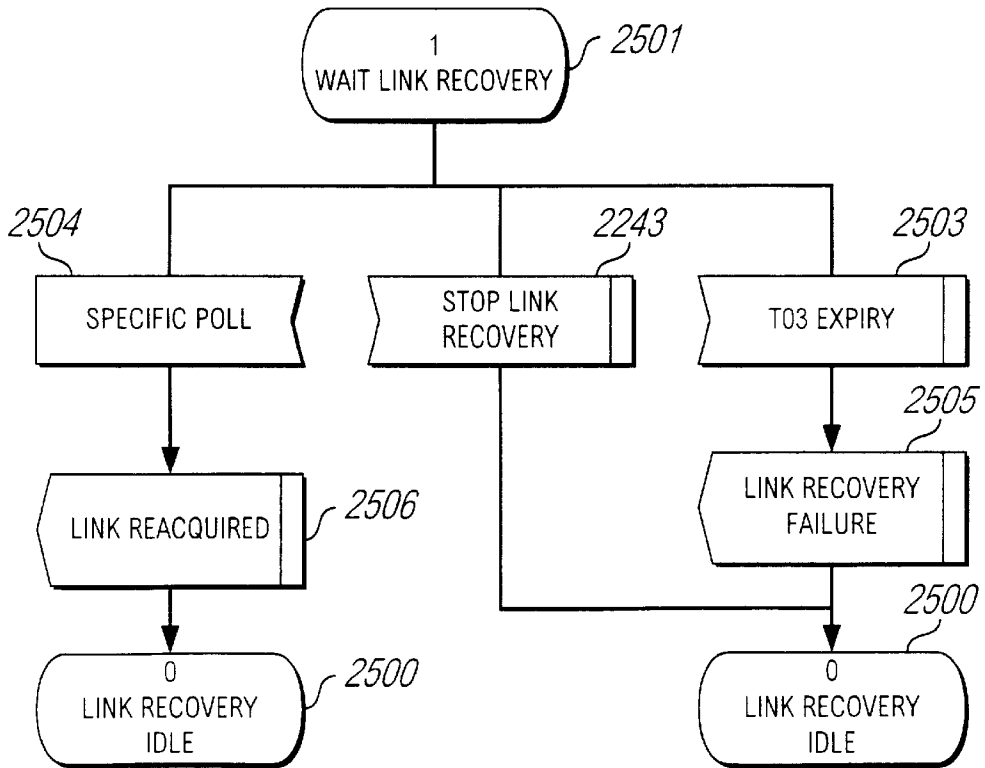 1
WAIT LINK RECOVERY
2501
2504
2243
2503
SPECIFIC POLL
STOP LINK
RECOVERY
T03 EXPIRY
2505
LINK REACQUIRED
2506
LINK RECOVERY
FAILURE
2500
0
LINK RECOVERY
IDLE
2500
0
LINK RECOVERY
IDLE